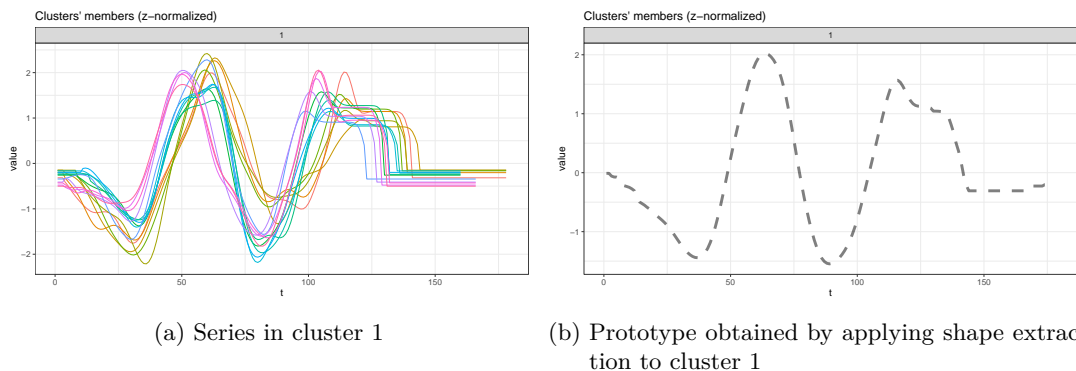 Clusters' members (z-normalized)
1
2
1
0
−1
−2
value
0
50
100
150
t
(a) Series in cluster 1
Clusters' members (z-normalized)
1
2
1
0
−1
value
0
50
100
150
t
(b) Prototype obtained by applying shape extrac-
tion to cluster 1